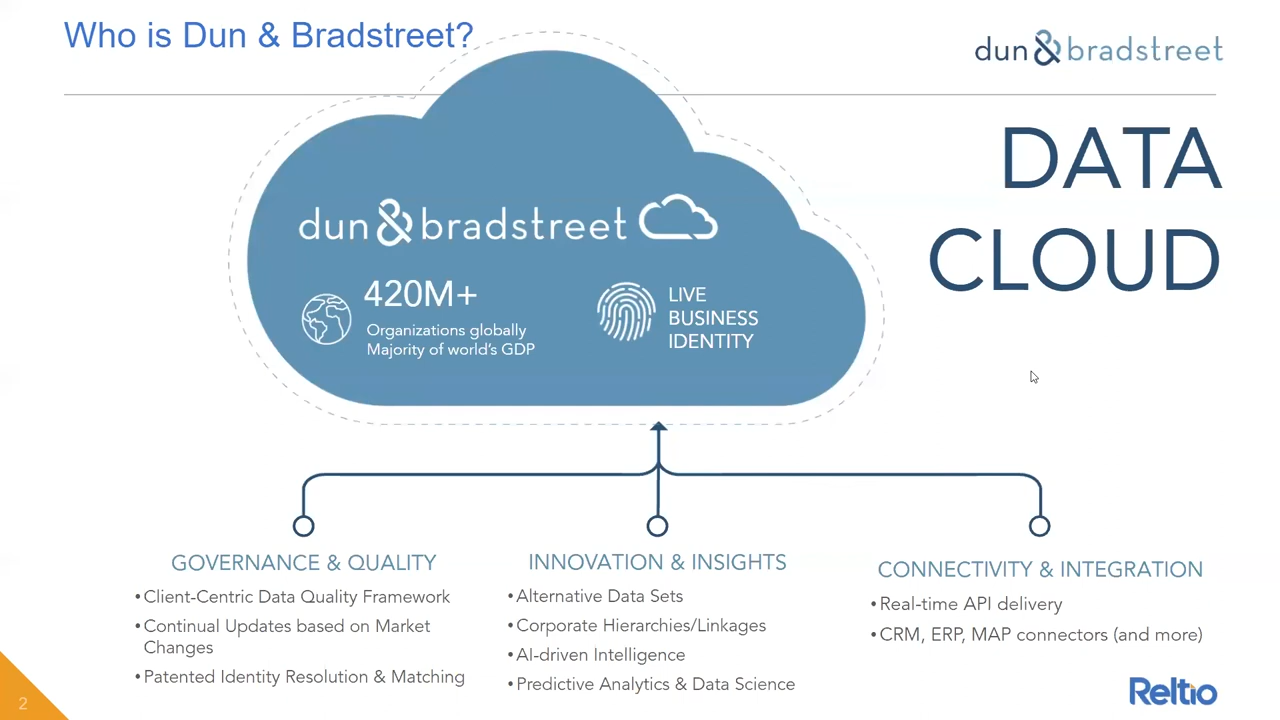 Who is Dun & Bradstreet?
dun & bradstreet
DATA
CLOUD
dun & bradstreet
420M+
Organizations globally
Majority of world's GDP
LIVE
BUSINESS
IDENTITY
GOVERNANCE & QUALITY
•Client-Centric Data Quality Framework
•Continual Updates based on Market
Changes
•Patented Identity Resolution & Matching
INNOVATION & INSIGHTS
•Alternative Data Sets
•Corporate Hierarchies/Linkages
•AI-driven Intelligence
•Predictive Analytics & Data Science
CONNECTIVITY & INTEGRATION
•Real-time API delivery
•CRM, ERP, MAP connectors (and more)
2
Reltio